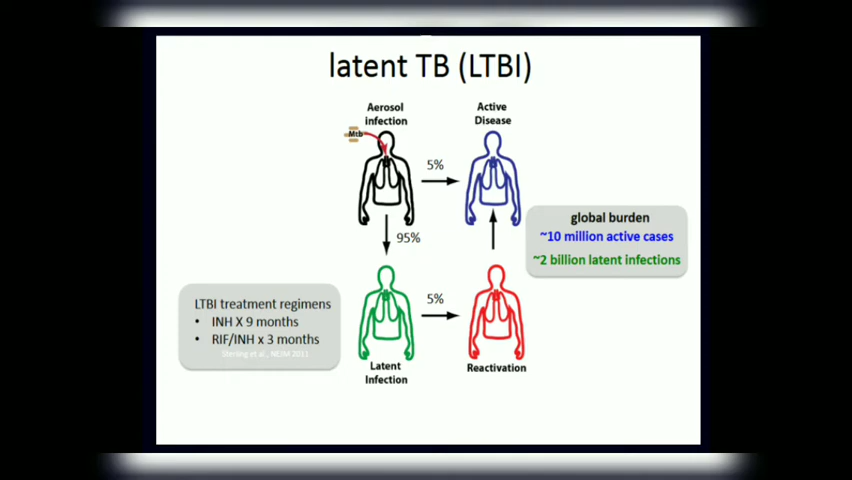 latent TB (LTBI)
Aerosol
infection
Active
Disease
Mtb
5%
95%
global burden
~10 million active cases
~2 billion latent infections
LTBI treatment regimens
• INH X 9 months
• RIF/INH x 3 months
Sterling et al., NEJM 2011
5%
Latent
Infection
Reactivation